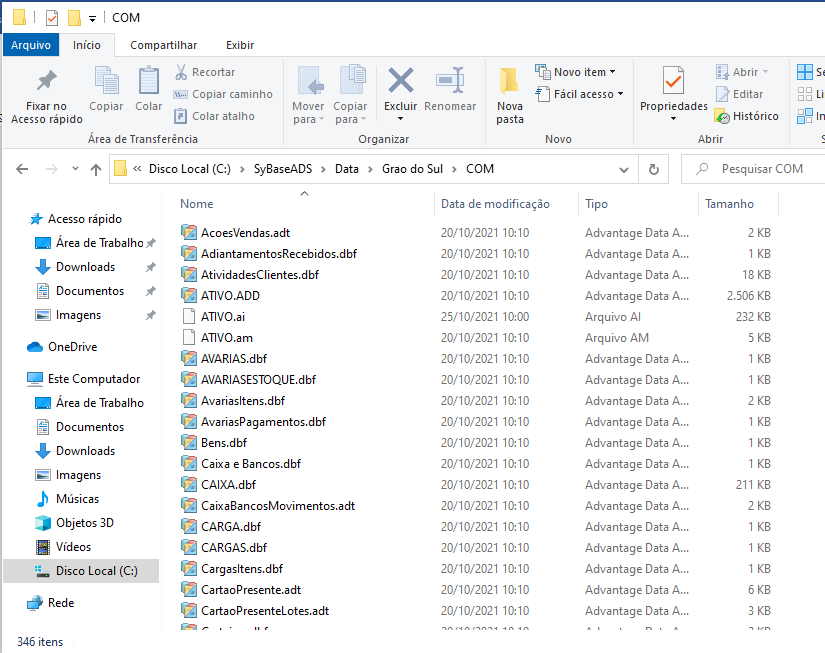 COM
Arquivo Início Compartilhar Exibir
Fixar no Acesso rápido
Copiar
Colar
Recortar
Copiar caminho
Colar atalho
Área de Transferência
Mover para
Copiar para
Excluir
Renomear
Organizar
Nova pasta
Novo item
Fácil acesso
Novo
Propriedades
Abrir
Editar
Histórico
Abrir
« Disco Local (C:) > SyBaseADS > Data > Grao do Sul > COM
Pesquisar COM
Acesso rápido
Área de Trabalho
Downloads
Documentos
Imagens
OneDrive
Este Computador
Área de Trabalho
Documentos
Downloads
Imagens
Músicas
Objetos 3D
Vídeos
Disco Local (C:)
Rede
Nome Data de modificação Tipo Tamanho
AcoesVendas.adt 20/10/2021 10:10 Advantage Data A... 2 KB
AdiantamentosRecebidos.dbf 20/10/2021 10:10 Advantage Data A... 1 KB
AtividadesClientes.dbf 20/10/2021 10:10 Advantage Data A... 18 KB
ATIVO.ADD 20/10/2021 10:10 Advantage Data A... 2.506 KB
ATIVO.ai 25/10/2021 10:00 Arquivo AI 232 KB
ATIVO.am 20/10/2021 10:10 Arquivo AM 5 KB
AVARIAS.dbf 20/10/2021 10:10 Advantage Data A... 1 KB
AVARIASESTOQUE.dbf 20/10/2021 10:10 Advantage Data A... 1 KB
AvariasItens.dbf 20/10/2021 10:10 Advantage Data A... 2 KB
AvariasPagamentos.dbf 20/10/2021 10:10 Advantage Data A... 1 KB
Bens.dbf 20/10/2021 10:10 Advantage Data A... 1 KB
Caixa e Bancos.dbf 20/10/2021 10:10 Advantage Data A... 1 KB
CAIXA.dbf 20/10/2021 10:10 Advantage Data A... 211 KB
CaixaBancosMovimentos.adt 20/10/2021 10:10 Advantage Data A... 2 KB
CARGA.dbf 20/10/2021 10:10 Advantage Data A... 1 KB
CARGAS.dbf 20/10/2021 10:10 Advantage Data A... 1 KB
CargasItens.dbf 20/10/2021 10:10 Advantage Data A... 1 KB
CartaoPresente.adt 20/10/2021 10:10 Advantage Data A... 6 KB
CartaoPresenteLotes.adt 20/10/2021 10:10 Advantage Data A... 3 KB
346 itens